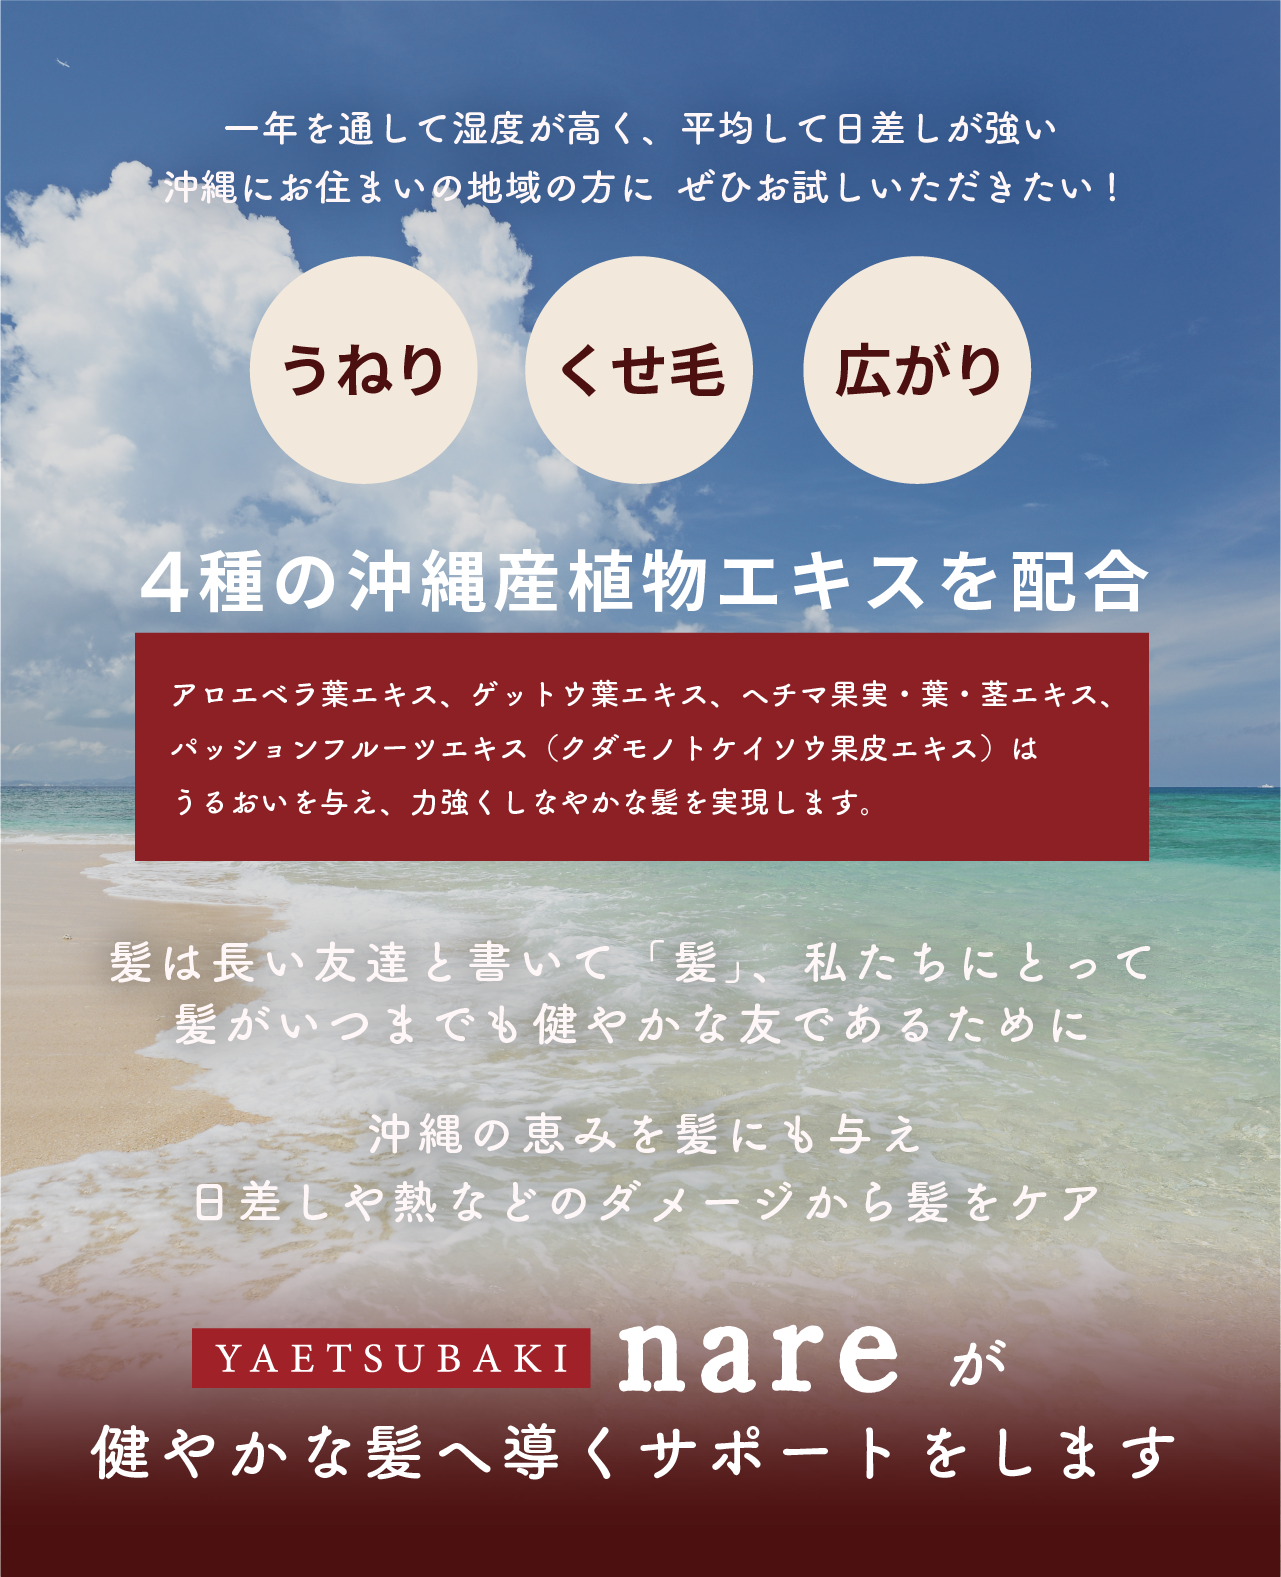 一年を通して湿度が高く、平均して日差しが強い
沖縄にお住まいの地域の方に ぜひお試しいただきたい！
うねり
くせ毛
広がり
4種の沖縄産植物エキスを配合
アロエベラ葉エキス、ゲットウ葉エキス、ヘチマ果実・葉・茎エキス、
パッションフルーツエキス（クダモノトケイソウ果皮エキス）は
うるおいを与え、力強くしなやかな髪を実現します。
髪は長い友達と書いて「髪」、私たちにとって
髪がいつまでも健やかな友であるために
沖縄の恵みを髪にも与え
日差しや熱などのダメージから髪をケア
YAETSUBAKI nare が
健やかな髪へ導くサポートをします